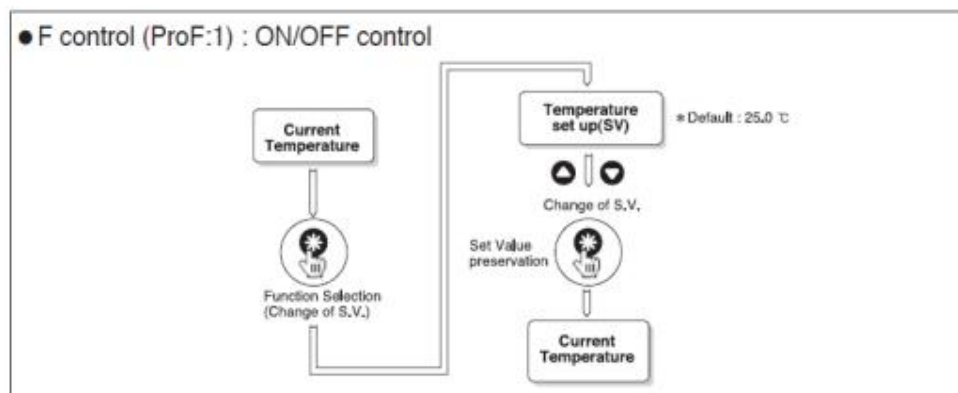 ● F control (ProF:1) : ON/OFF control
Current
Temperature
Function Selection
(Change of S.V.)
Temperature
set up(SV)
* Default : 25.0 ℃
Change of S.V.
Set Value
preservation
Current
Temperature